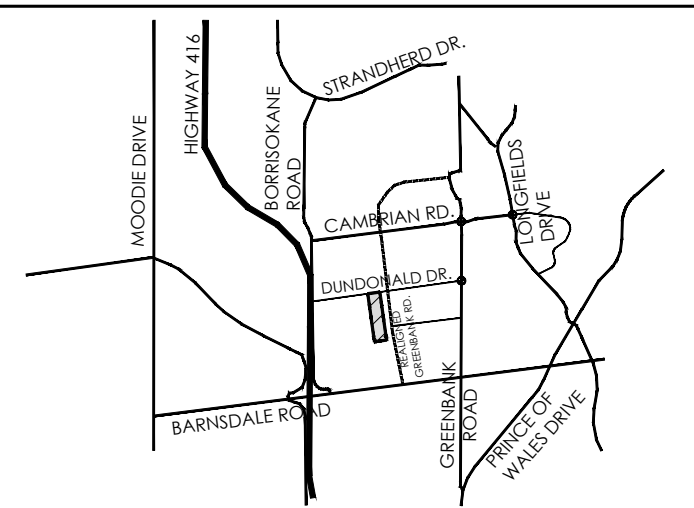 STRANDHERD DR.
HIGHWAY 416
BORRISOKANE
ROAD
MOODIE DRIVE
LONGFIELDS
DRIVE
CAMBRIAN RD.
DUNDONALD DR.
REALIGNED
GREENBANK RD.
GREENBANK
ROAD
BARNSDALE ROAD
PRINCE OF
WALES DRIVE